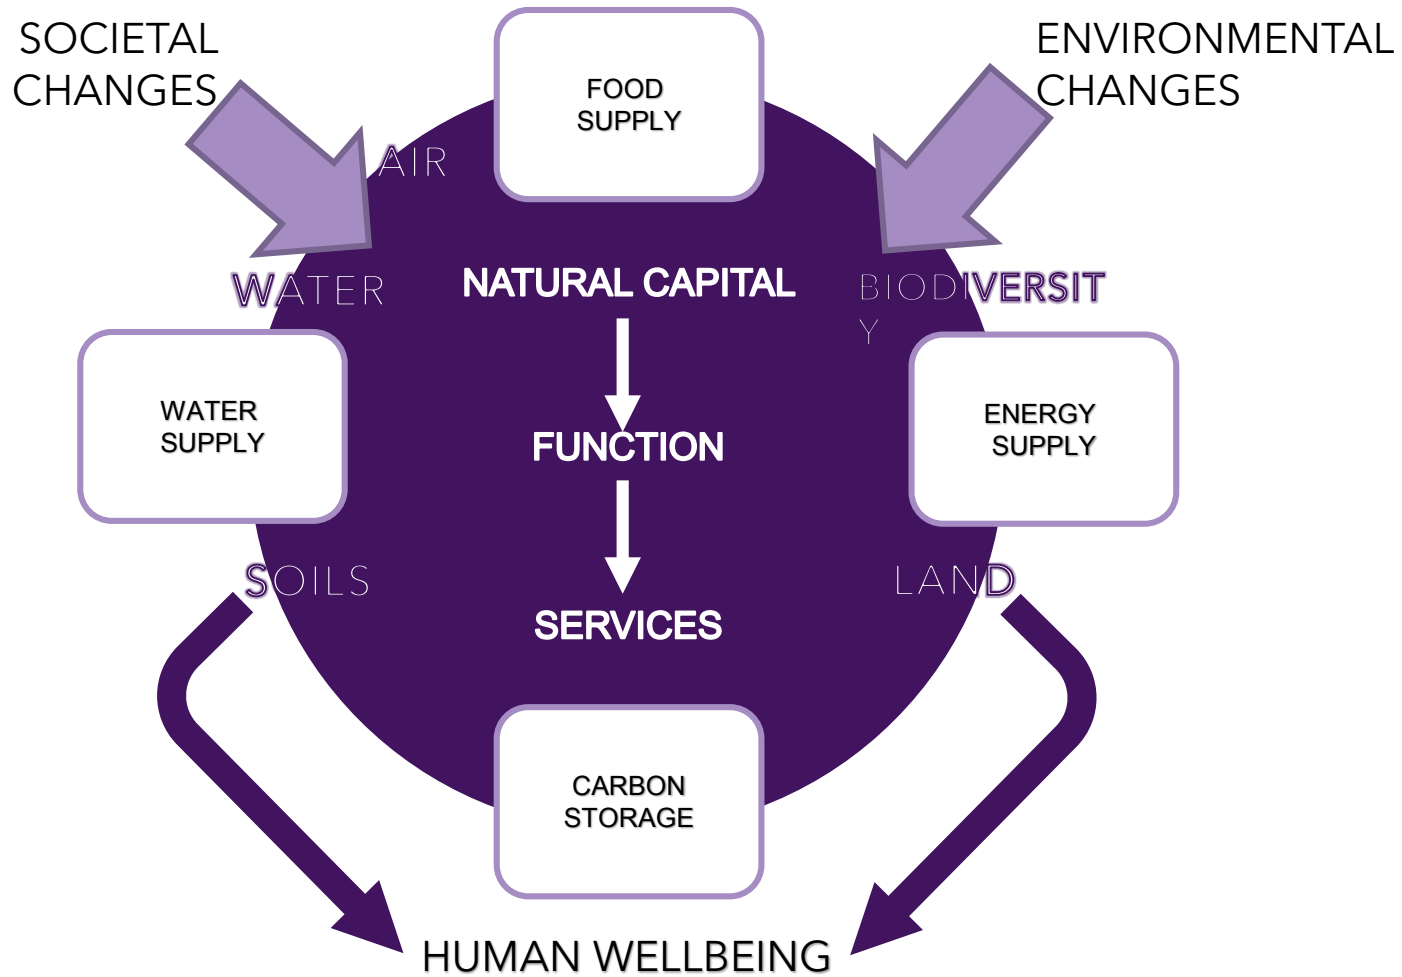 SOCIETAL
CHANGES
ENVIRONMENTAL
CHANGES
FOOD
SUPPLY
AIR
WATER
NATURAL CAPITAL
BIODIVERSIT
Y
WATER
SUPPLY
FUNCTION
ENERGY
SUPPLY
SOILS
LAND
SERVICES
CARBON
STORAGE
HUMAN WELLBEING